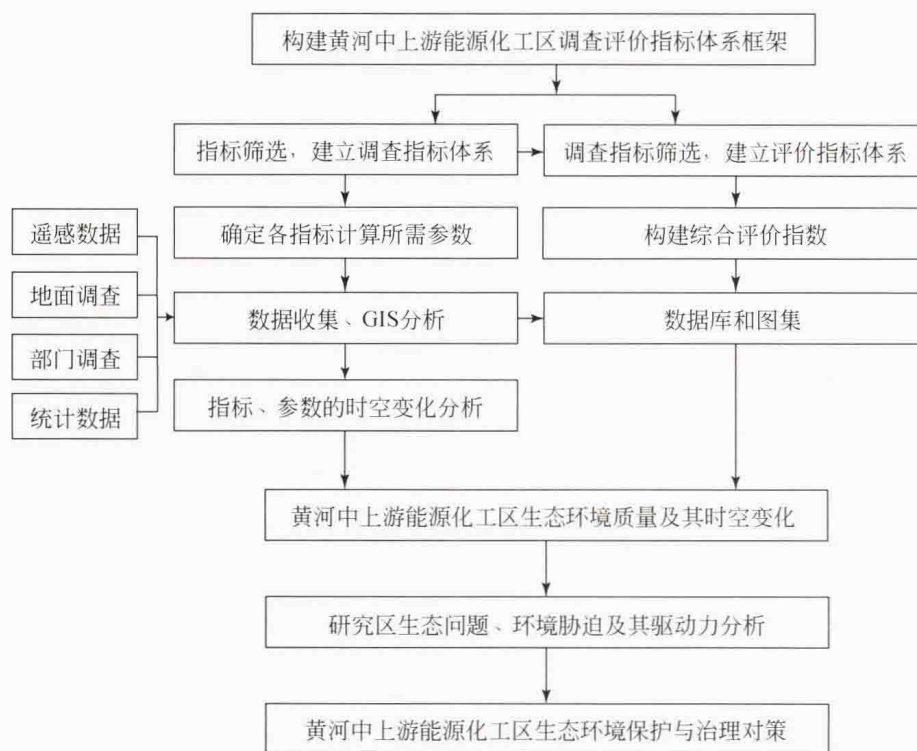 构建黄河中上游能源化工区调查评价指标体系框架
指标筛选，建立调查指标体系
调查指标筛选，建立评价指标体系
遥感数据
地面调查
部门调查
统计数据
确定各指标计算所需参数
构建综合评价指数
数据收集、GIS分析
数据库和图集
指标、参数的时空变化分析
黄河中上游能源化工区生态环境质量及其时空变化
研究区生态问题、环境胁迫及其驱动力分析
黄河中上游能源化工区生态环境保护与治理对策